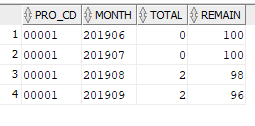 PRO_CD MONTH TOTAL REMAIN
1 00001 201906 0 100
2 00001 201907 0 100
3 00001 201908 2 98
4 00001 201909 2 96